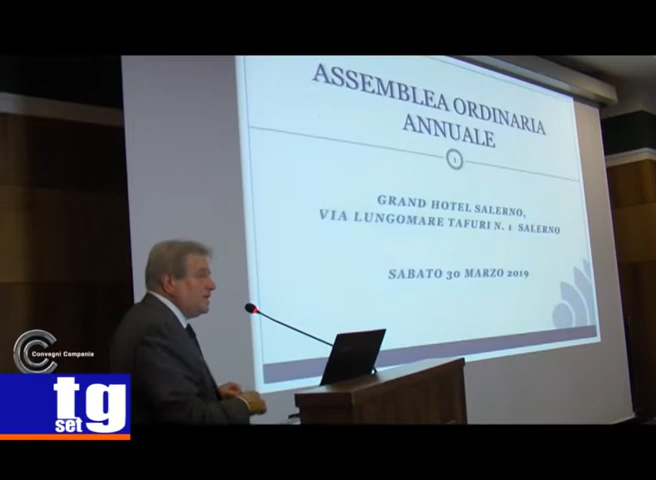 ASSEMBLEA ORDINARIA
ANNUALE
1
GRAND HOTEL SALERNO,
VIA LUNGOMARE TAFURI N. 1 SALERNO
SABATO 30 MARZO 2019
Convegni Campania
tg
set